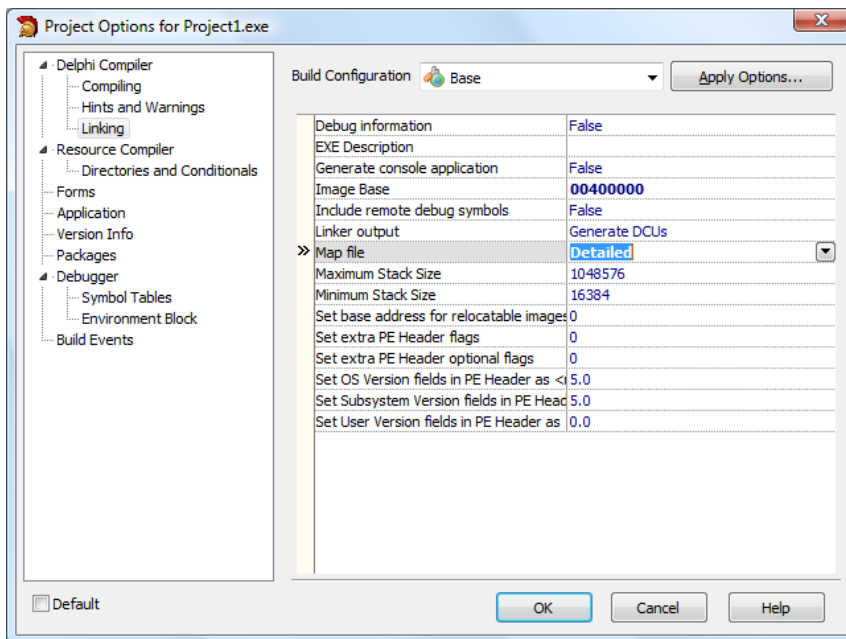 Project Options for Project1.exe
Delphi Compiler
Compiling
Hints and Warnings
Linking
Resource Compiler
Directories and Conditionals
Forms
Application
Version Info
Packages
Debugger
Symbol Tables
Environment Block
Build Events
Build Configuration Base Apply Options...
Debug information False
EXE Description
Generate console application False
Image Base 00400000
Include remote debug symbols False
Linker output Generate DCUs
Map file Detailed
Maximum Stack Size 1048576
Minimum Stack Size 16384
Set base address for relocatable images 0
Set extra PE Header flags 0
Set extra PE Header optional flags 0
Set OS Version fields in PE Header as 5.0
Set Subsystem Version fields in PE Head 5.0
Set User Version fields in PE Header as 0.0
Default
OK Cancel Help